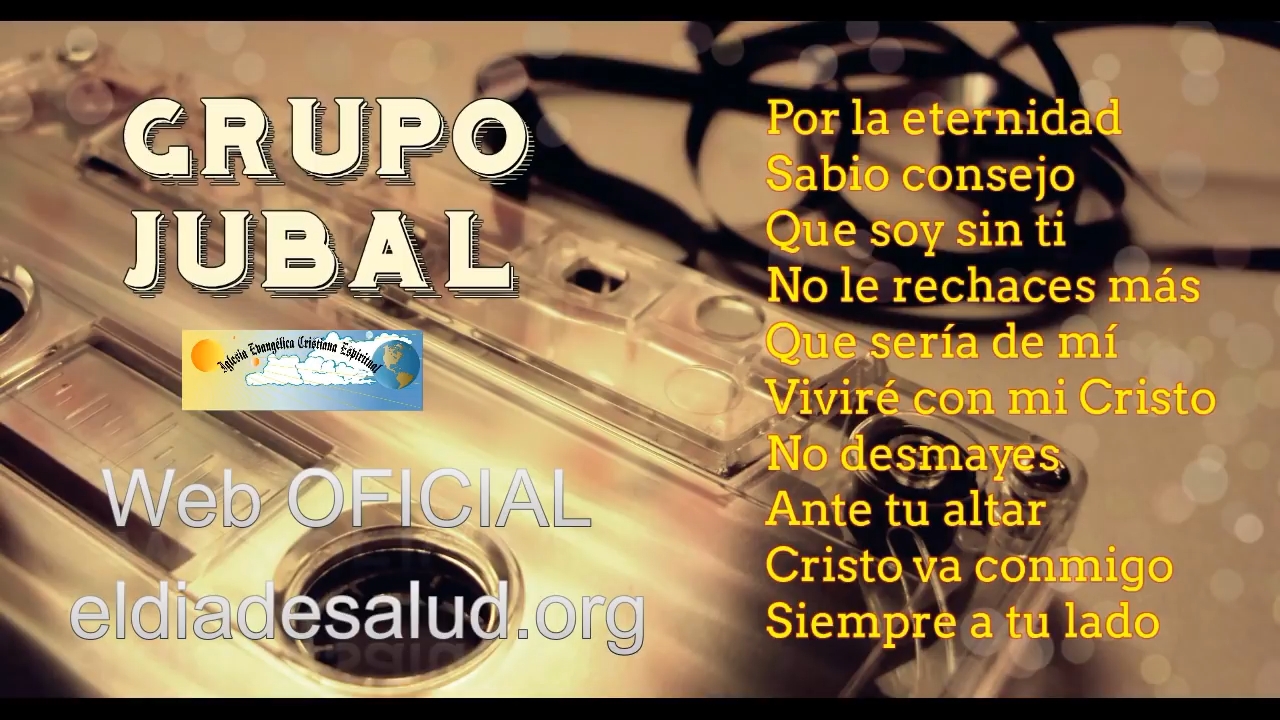 GRUPO
JUBAL
Iglesia Evangélica Cristiana Espiritual
Web OFICIAL
eldiadesalud.org
Por la eternidad
Sabio consejo
Que soy sin ti
No le rechaces más
Que sería de mí
Viviré con mi Cristo
No desmayes
Ante tu altar
Cristo va conmigo
Siempre a tu lado